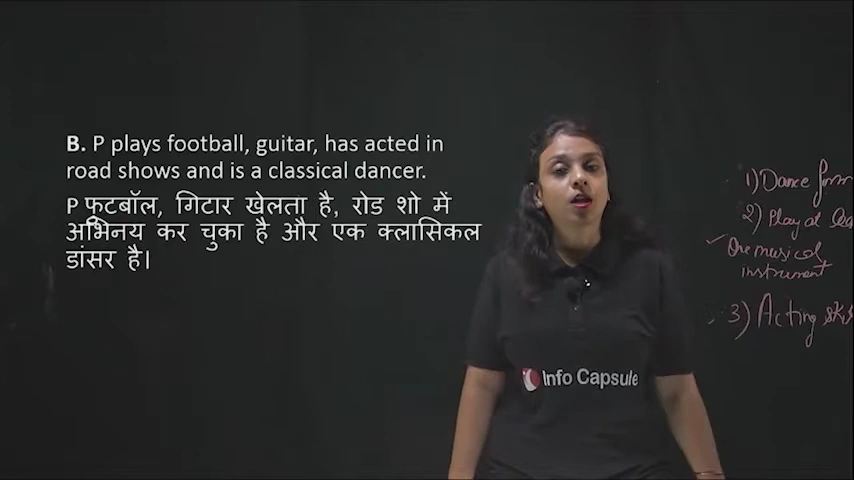 B. P plays football, guitar, has acted in
road shows and is a classical dancer.
P फूटबॉल, गिटार खेलता है, रोड शो में
अभिनय कर चुका है और एक क्लासिकल
डांसर है।
1) Dance form
2) Play at
One musical
instrument
3) Acting
Info Capsule